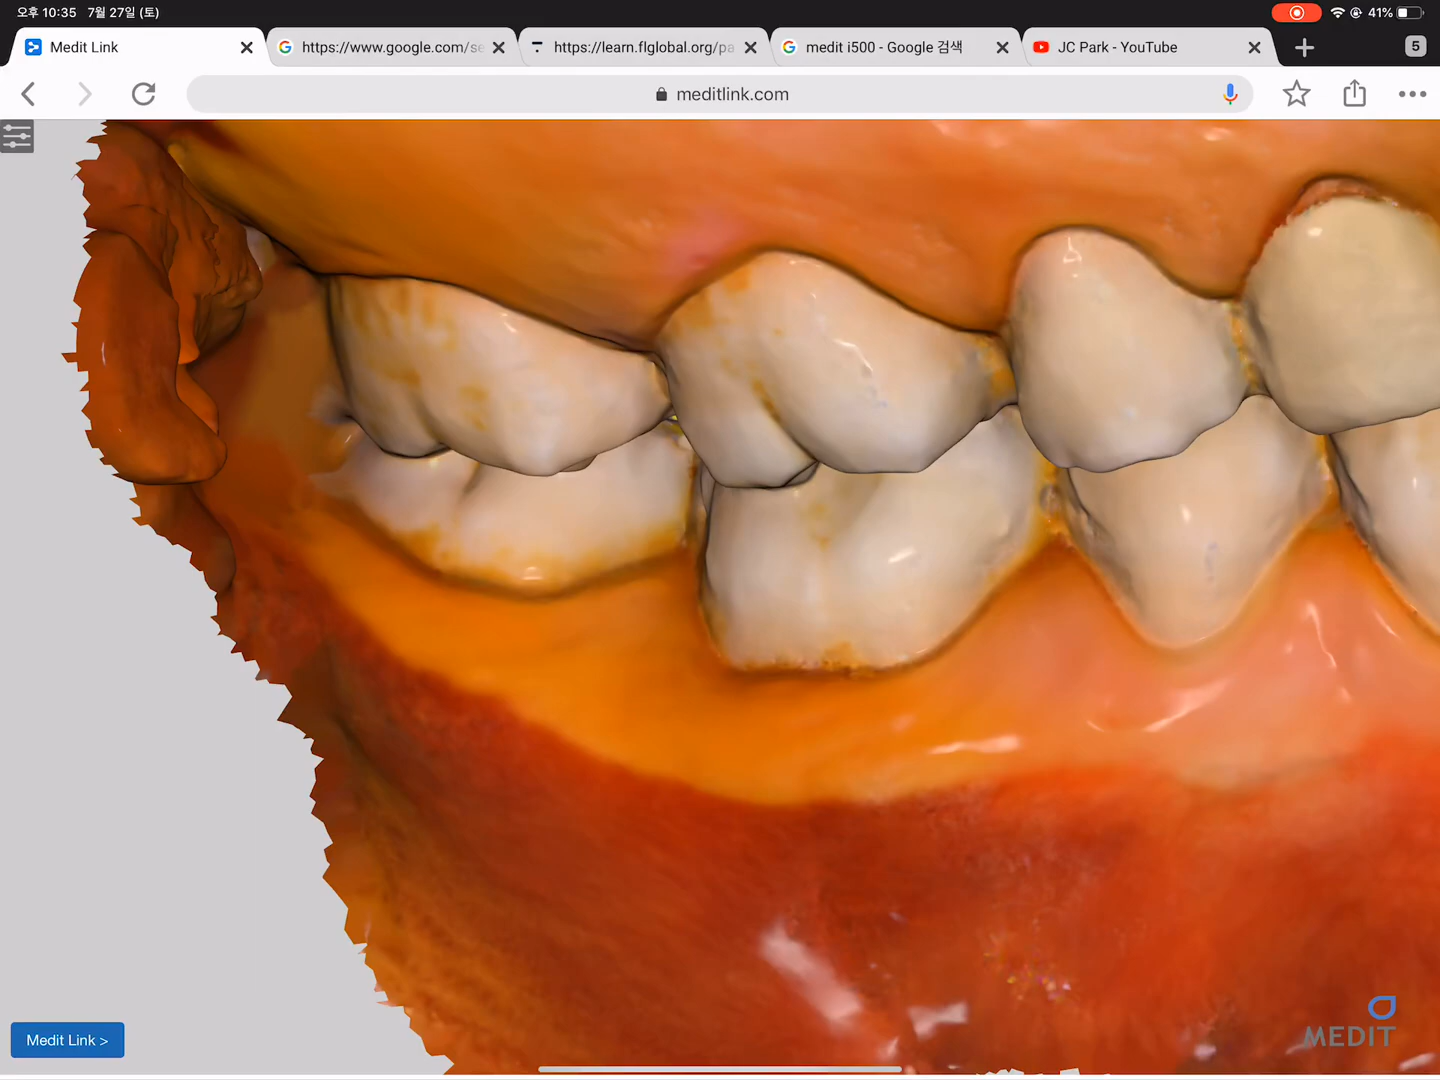 오후 10:35 7월 27일 (토)
41%
Medit Link
https://www.google.com/se
https://learn.flglobal.org/pa
medit i500 - Google 검색
JC Park - YouTube
5
meditlink.com
Medit Link >
MEDIT